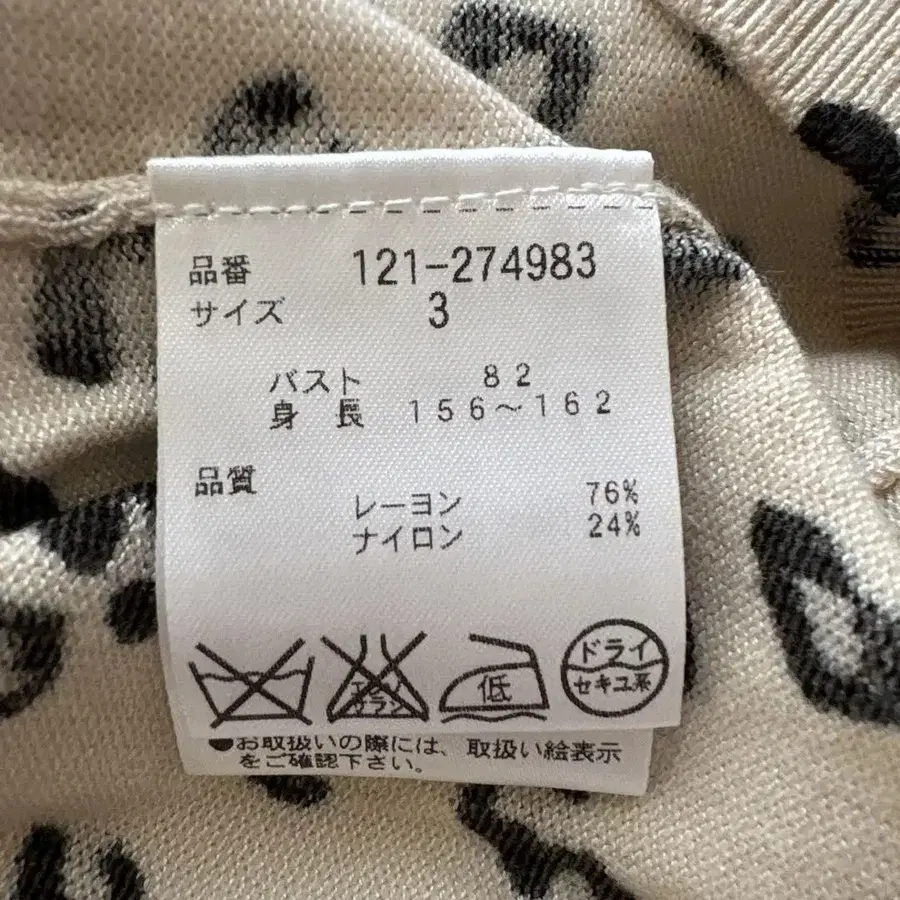 品番 121-274983
サイズ 3
バスト 82
身長 156～162
品質
レーヨン 76%
ナイロン 24%
エンソ
サラシ
低
ドライ
セキユ系
●お取扱いの際には、取扱い絵表示
をご確認下さい。